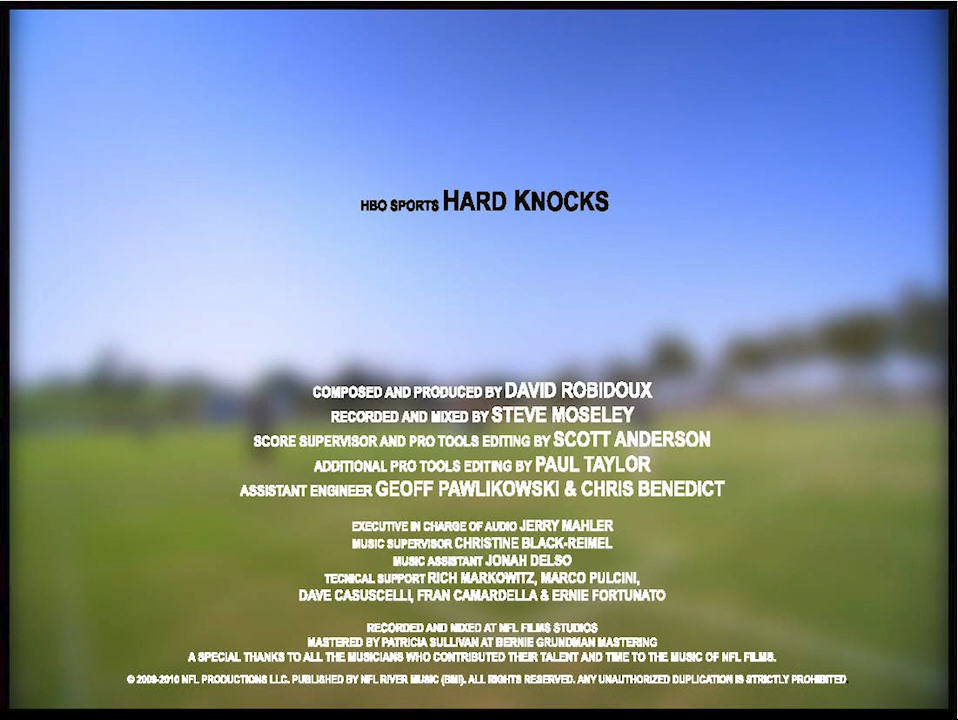 HBO SPORTS HARD KNOCKS
COMPOSED AND PRODUCED BY DAVID ROBIDOUX
RECORDED AND MIXED BY STEVE MOSELEY
SCORE SUPERVISOR AND PRO TOOLS EDITING BY SCOTT ANDERSON
ADDITIONAL PRO TOOLS EDITING BY PAUL TAYLOR
ASSISTANT ENGINEER GEOFF PAWLIKOWSKI & CHRIS BENEDICT
EXECUTIVE IN CHARGE OF AUDIO JERRY MAHLER
MUSIC SUPERVISOR CHRISTINE BLACK-REIMEL
MUSIC ASSISTANT JONAH DELSO
TECNICAL SUPPORT RICH MARKOWITZ, MARCO PULCINI,
DAVE CASUSCELLI, FRAN CAMARDELLA & ERNIE FORTUNATO
RECORDED AND MIXED AT NFL FILMS STUDIOS
MASTERED BY PATRICIA SULLIVAN AT BERNIE GRUNDMAN MASTERING
A SPECIAL THANKS TO ALL THE MUSICIANS WHO CONTRIBUTED THEIR TALENT AND TIME TO THE MUSIC OF NFL FILMS.
© 2009-2010 NFL PRODUCTIONS LLC. PUBLISHED BY NFL RIVER MUSIC (BMI). ALL RIGHTS RESERVED. ANY UNAUTHORIZED DUPLICATION IS STRICTLY PROHIBITED